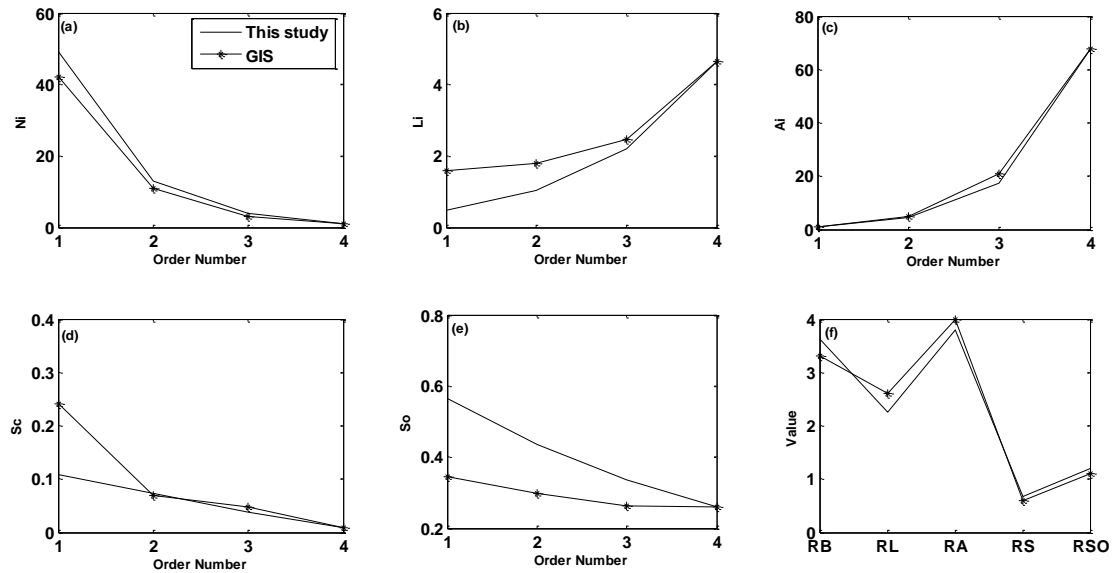 (a)
60
40
20
0
Ni
1 2 3 4
Order Number
This study
GIS
(b)
6
4
2
0
Li
1 2 3 4
Order Number
(c)
80
60
40
20
0
Ai
1 2 3 4
Order Number
(d)
0.4
0.3
0.2
0.1
0
Sc
1 2 3 4
Order Number
(e)
0.8
0.6
0.4
0.2
So
1 2 3 4
Order Number
(f)
4
3
2
1
0
Value
RB RL RA RS RSO